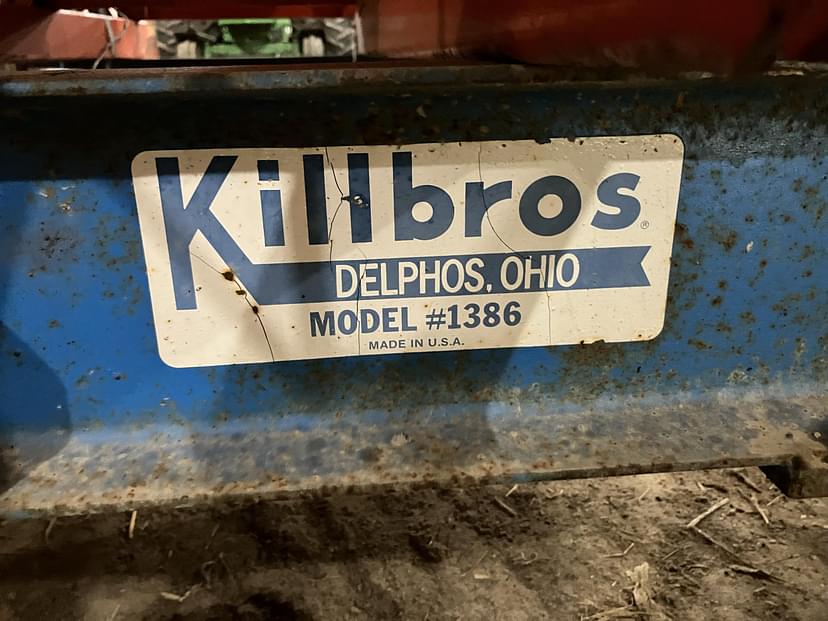 Killbros®
DELPHOS, OHIO
MODEL #1386
MADE IN U.S.A.